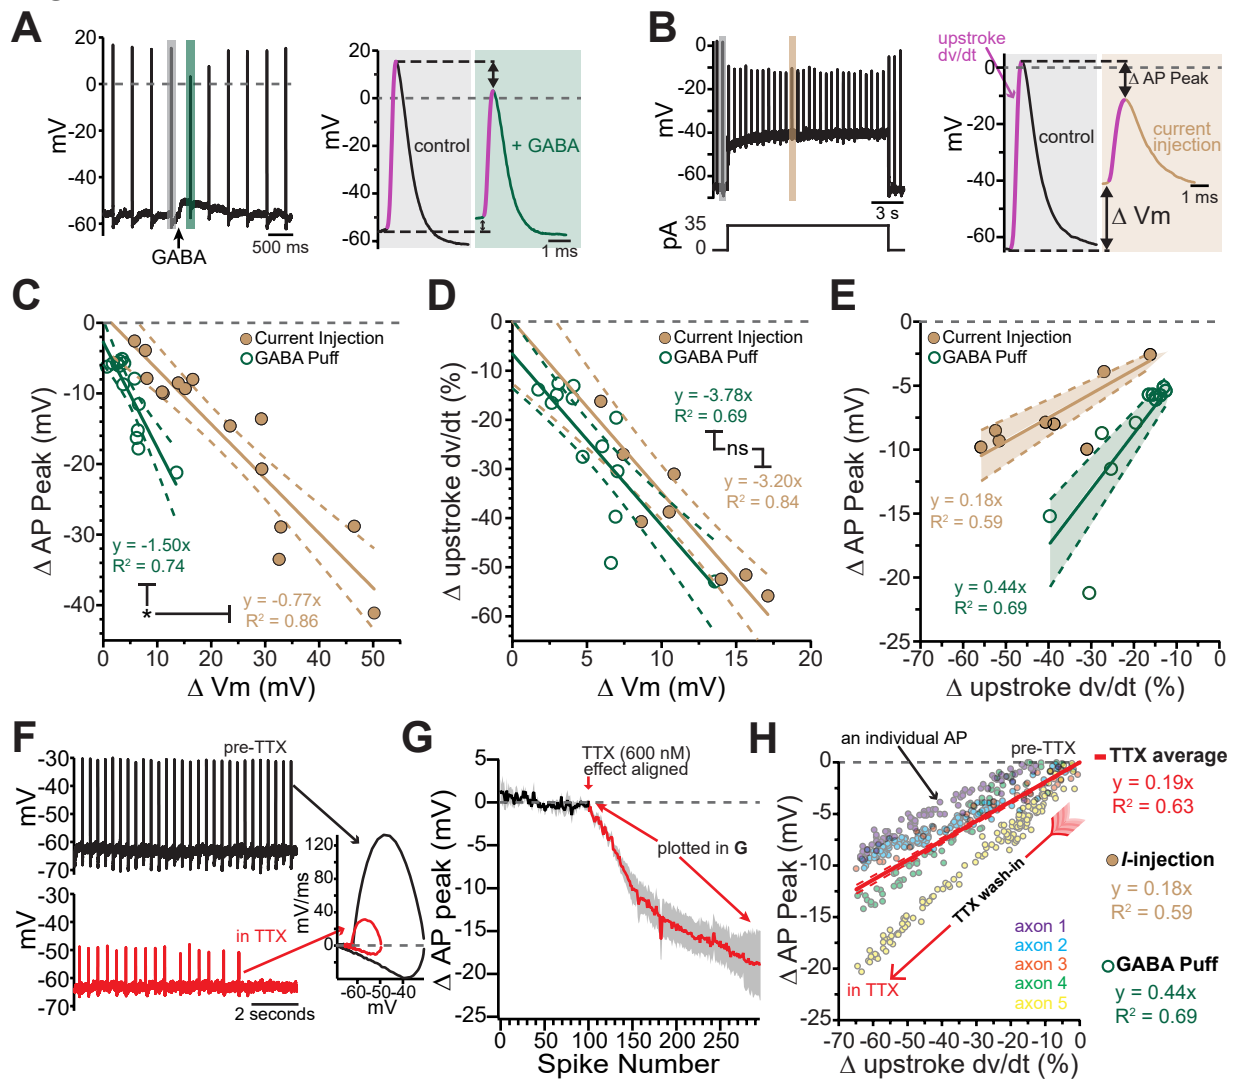 A
20
0
20
-40
-60
mV
500 ms
GABA
20
0
-20
-40
-60
mV
control
+ GABA
1 ms
B
0
-20
-40
-60
mV
3 s
35
0
pA
upstroke
dv/dt
0
-20
-40
-60
mV
control
Δ AP Peak
current
injection
1 ms
Δ Vm
C
0
-10
-20
-30
-40
Δ AP Peak (mV)
Current Injection
GABA Puff
y = -1.50x
R² = 0.74
*
y = -0.77x
R² = 0.86
0 10 20 30 40 50
Δ Vm (mV)
D
0
-10
-20
-30
-40
-50
-60
Δ upstroke dv/dt (%)
Current Injection
GABA Puff
y = -3.78x
R² = 0.69
ns
y = -3.20x
R² = 0.84
0 5 10 15 20
Δ Vm (mV)
E
0
-5
-10
-15
-20
-25
Δ AP Peak (mV)
Current Injection
GABA Puff
y = 0.18x
R² = 0.59
y = 0.44x
R² = 0.69
-70 -60 -50 -40 -30 -20 -10 0
Δ upstroke dv/dt (%)
F
pre-TTX
-30
-40
-50
-60
-70
mV
-30
-50
-60
-70
mV
in TTX
2 seconds
120
80
40
0
mV/ms
-60-50-40
mV
G
5
0
-5
-10
-15
-20
-25
Δ AP peak (mV)
TTX (600 nM)
effect aligned
plotted in G
0 50 100 150 200 250
Spike Number
H
an individual AP
pre-TTX
0
-5
-10
-15
-20
-25
Δ AP Peak (mV)
TTX wash-in
in TTX
axon 1
axon 2
axon 3
axon 4
axon 5
-70 -60 -50 -40 -30 -20 -10 0
Δ upstroke dv/dt (%)
TTX average
y = 0.19x
R² = 0.63
I-injection
y = 0.18x
R² = 0.59
GABA Puff
y = 0.44x
R² = 0.69